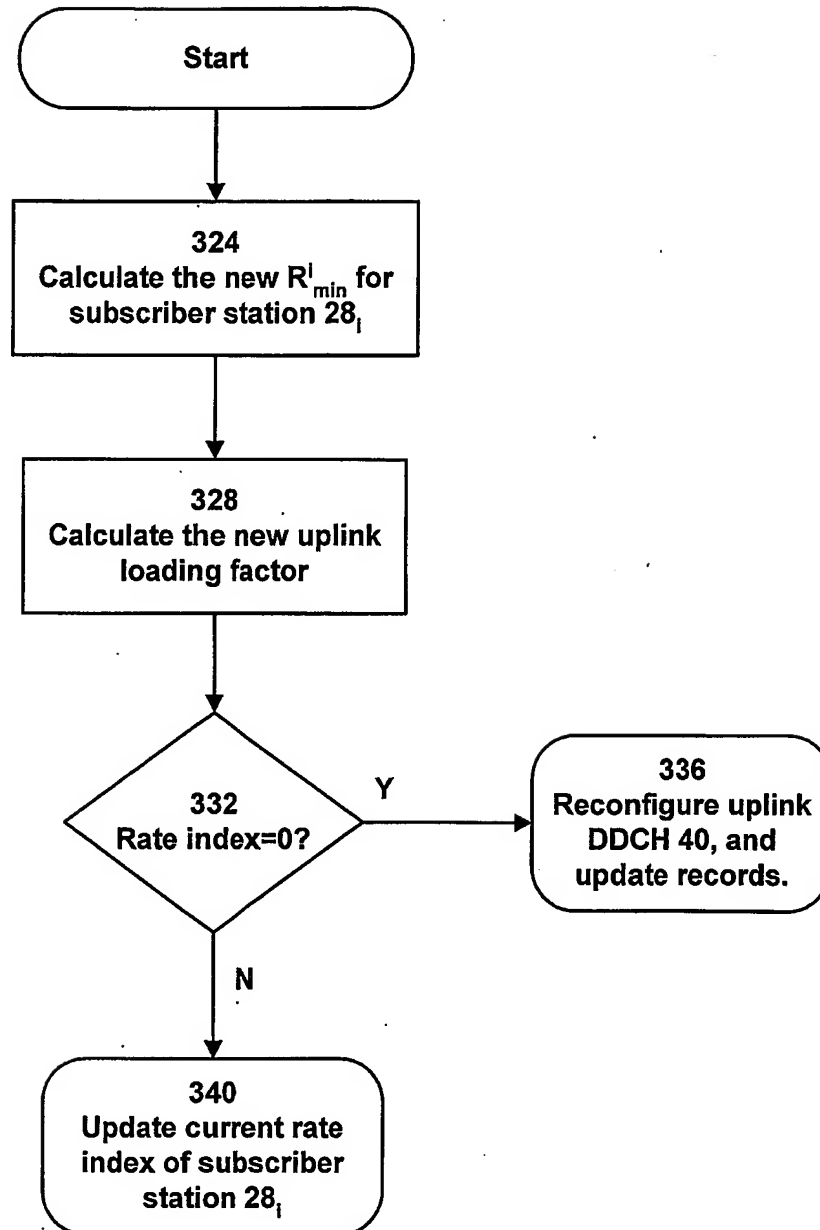 Start
324
Calculate the new R^i_min for
subscriber station 28_i
328
Calculate the new uplink
loading factor
332
Rate index=0?
Y
336
Reconfigure uplink
DDCH 40, and
update records.
N
340
Update current rate
index of subscriber
station 28_i